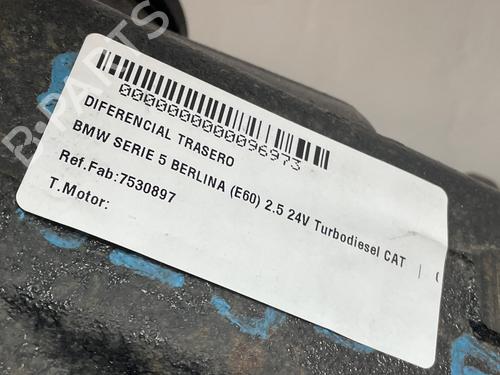 000000000096973
DIFERENCIAL TRASERO
BMW SERIE 5 BERLINA (E60) 2.5 24V Turbodiesel CAT |
Ref.Fab:7530897
T.Motor: